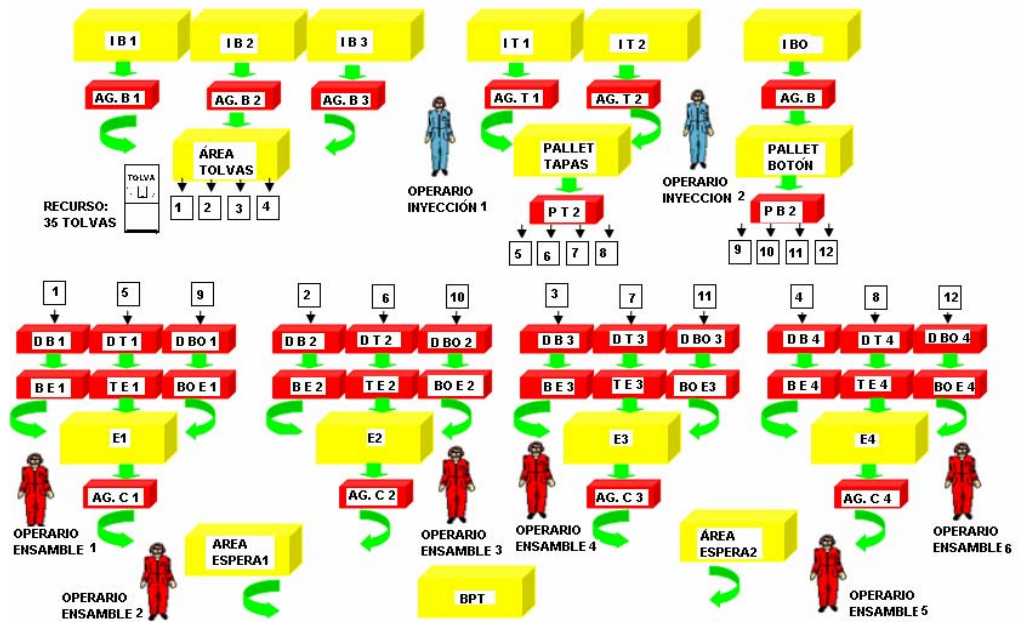 I B 1
I B 2
I B 3
I T 1
I T 2
I BO
AG. B 1
AG. B 2
AG. B 3
AG. T 1
AG. T 2
AG. B
ÁREA
TOLVAS
PALLET
TAPAS
PALLET
BOTÓN
TOLVA
RECURSO:
35 TOLVAS
OPERARIO
INYECCIÓN 1
OPERARIO
INYECCION 2
1
2
3
4
P T 2
P B 2
5
6
7
8
9
10
11
12
1
5
9
2
6
10
3
7
11
4
8
12
D B 1
D T 1
D BO 1
D B 2
D T 2
D BO 2
D B 3
D T 3
D BO 3
D B 4
D T 4
D BO 4
B E 1
T E 1
BO E 1
B E 2
T E 2
BO E 2
B E 3
T E 3
BO E3
B E 4
T E 4
BO E 4
E1
E2
E3
E4
AG. C 1
AG. C 2
AG. C 3
AG. C 4
OPERARIO
ENSAMBLE 1
OPERARIO
ENSAMBLE 3
OPERARIO
ENSAMBLE 4
OPERARIO
ENSAMBLE 6
AREA
ESPERA1
ÁREA
ESPERA2
OPERARIO
ENSAMBLE 2
BPT
OPERARIO
ENSAMBLE 5